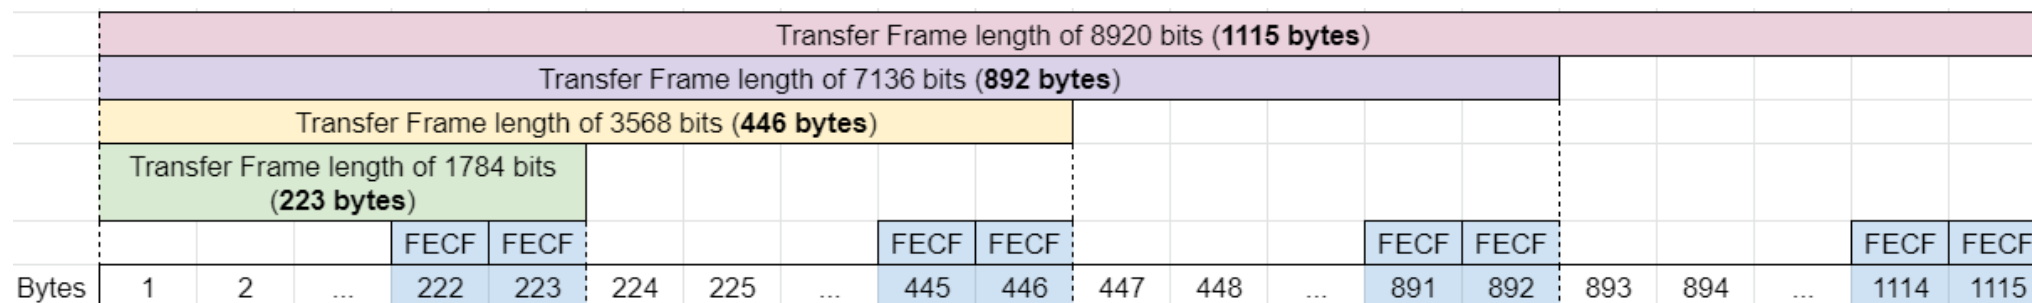 Transfer Frame length of 8920 bits (1115 bytes)
Transfer Frame length of 7136 bits (892 bytes)
Transfer Frame length of 3568 bits (446 bytes)
Transfer Frame length of 1784 bits
(223 bytes)
FECF FECF FECF FECF FECF FECF FECF FECF
Bytes 1 2 ... 222 223 224 225 ... 445 446 447 448 ... 891 892 893 894 ... 1114 1115